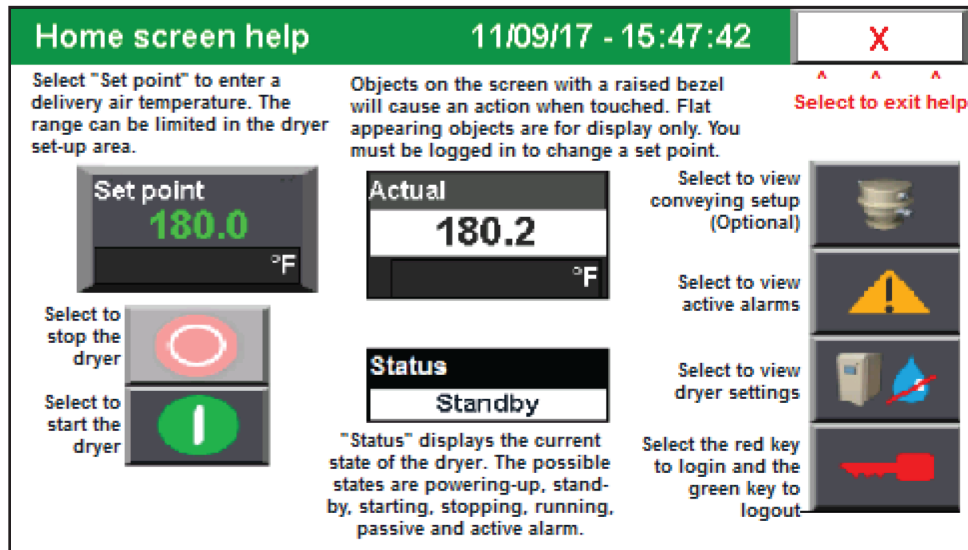 Home screen help
11/09/17 - 15:47:42
X
^ ^ ^
Select to exit help
Select "Set point" to enter a
delivery air temperature. The
range can be limited in the dryer
set-up area.
Objects on the screen with a raised bezel
will cause an action when touched. Flat
appearing objects are for display only. You
must be logged in to change a set point.
Set point
180.0
°F
Actual
180.2
°F
Select to
stop the
dryer
Select to
start the
dryer
Status
Standby
"Status" displays the current
state of the dryer. The possible
states are powering-up, stand-
by, starting, stopping, running,
passive and active alarm.
Select to view
conveying setup
(Optional)
Select to view
active alarms
Select to view
dryer settings
Select the red key
to login and the
green key to
logout